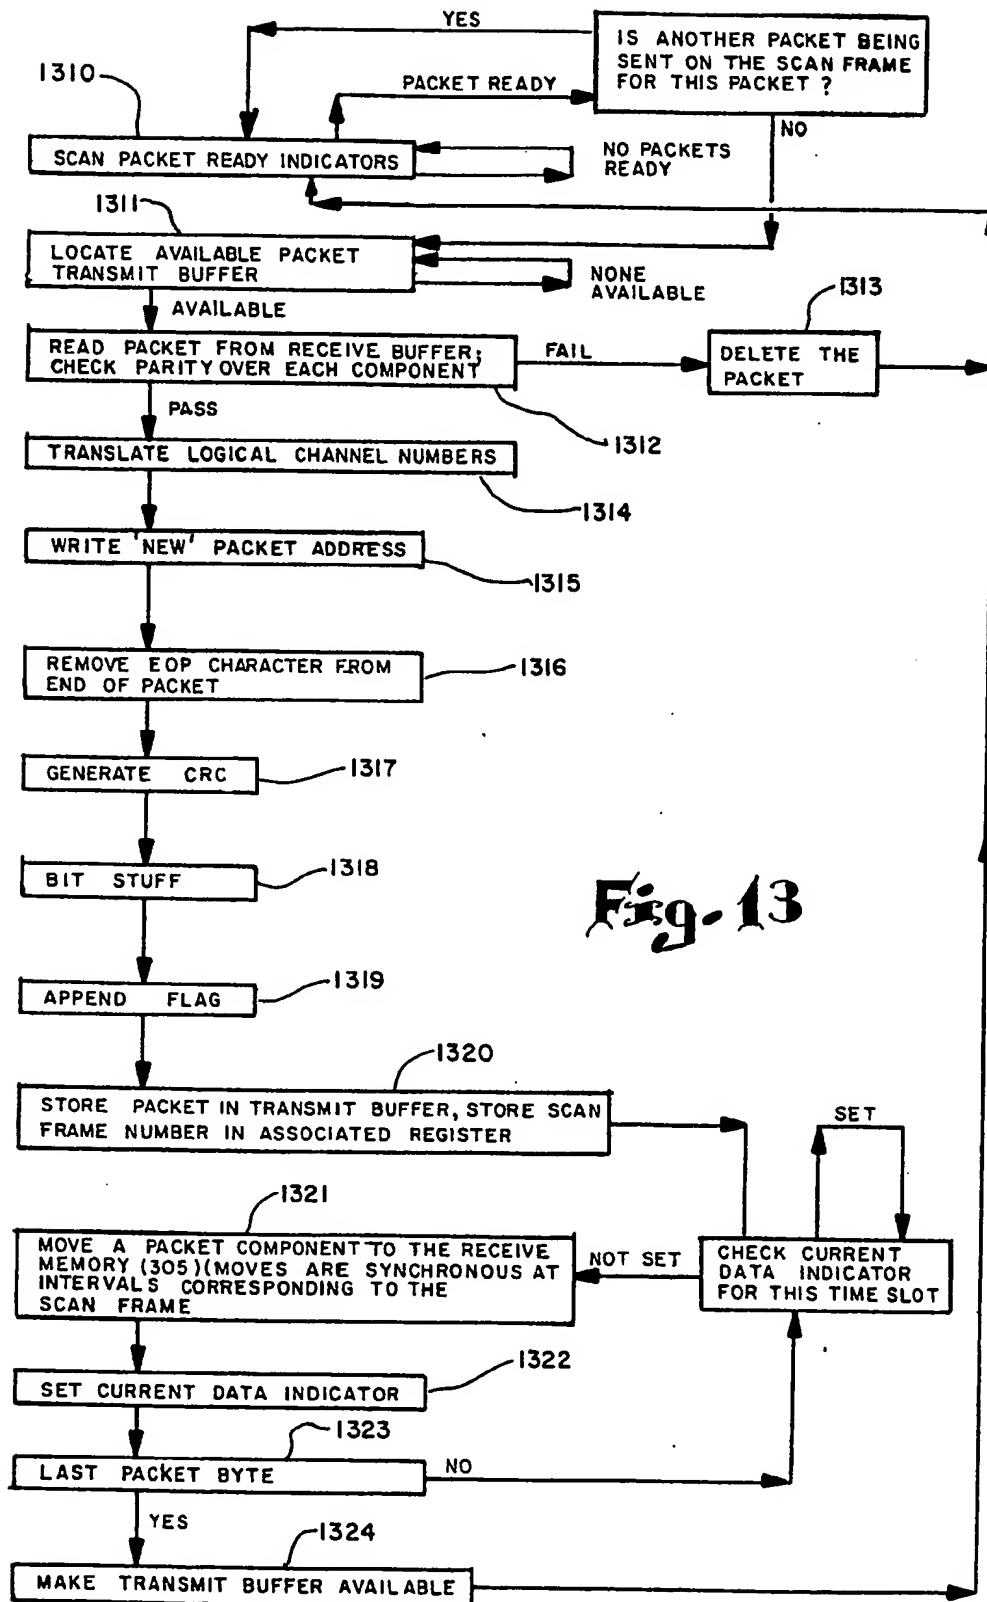 YES
IS ANOTHER PACKET BEING
SENT ON THE SCAN FRAME
FOR THIS PACKET ?
1310
PACKET READY
NO
SCAN PACKET READY INDICATORS
NO PACKETS
READY
1311
LOCATE AVAILABLE PACKET
TRANSMIT BUFFER
NONE
AVAILABLE
1313
AVAILABLE
READ PACKET FROM RECEIVE BUFFER;
CHECK PARITY OVER EACH COMPONENT
FAIL
DELETE THE
PACKET
PASS
1312
TRANSLATE LOGICAL CHANNEL NUMBERS
1314
WRITE 'NEW' PACKET ADDRESS
1315
REMOVE EOP CHARACTER FROM
END OF PACKET
1316
GENERATE CRC
1317
BIT STUFF
1318
Fig. 13
APPEND FLAG
1319
1320
STORE PACKET IN TRANSMIT BUFFER, STORE SCAN
FRAME NUMBER IN ASSOCIATED REGISTER
SET
1321
MOVE A PACKET COMPONENT TO THE RECEIVE
MEMORY (305)(MOVES ARE SYNCHRONOUS AT
INTERVALS CORRESPONDING TO THE
SCAN FRAME
NOT SET
CHECK CURRENT
DATA INDICATOR
FOR THIS TIME SLOT
1322
SET CURRENT DATA INDICATOR
1323
LAST PACKET BYTE
NO
YES
1324
MAKE TRANSMIT BUFFER AVAILABLE